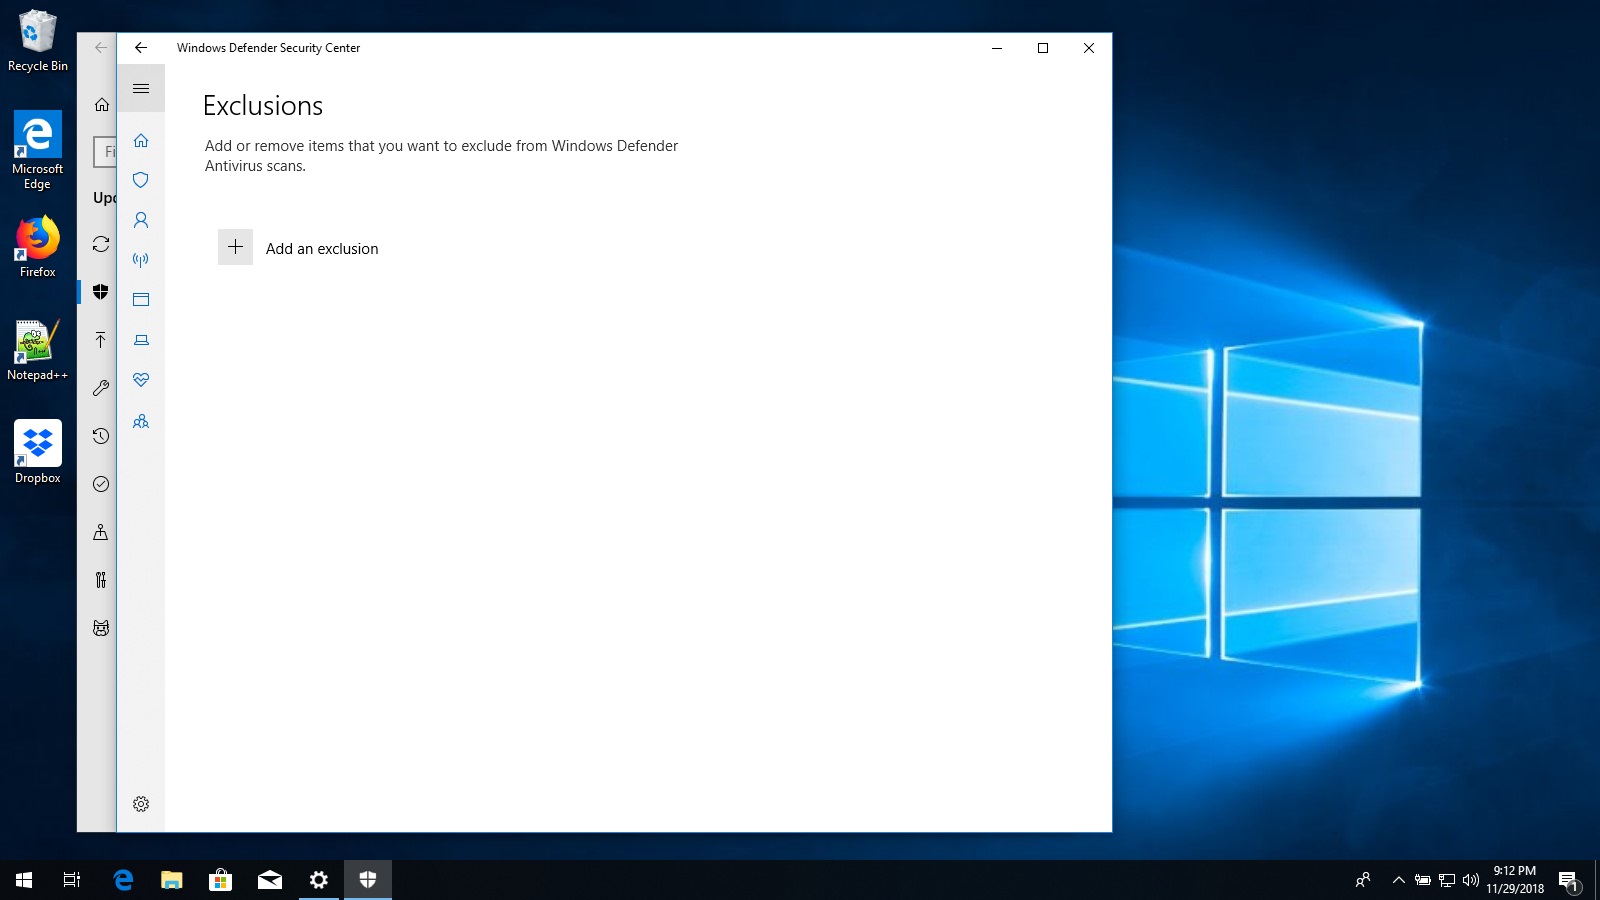 Recycle Bin
Microsoft
Edge
Firefox
Notepad++
Dropbox
Fi
Upd
Windows Defender Security Center
Exclusions
Add or remove items that you want to exclude from Windows Defender
Antivirus scans.
Add an exclusion
9:12 PM
11/29/2018
1